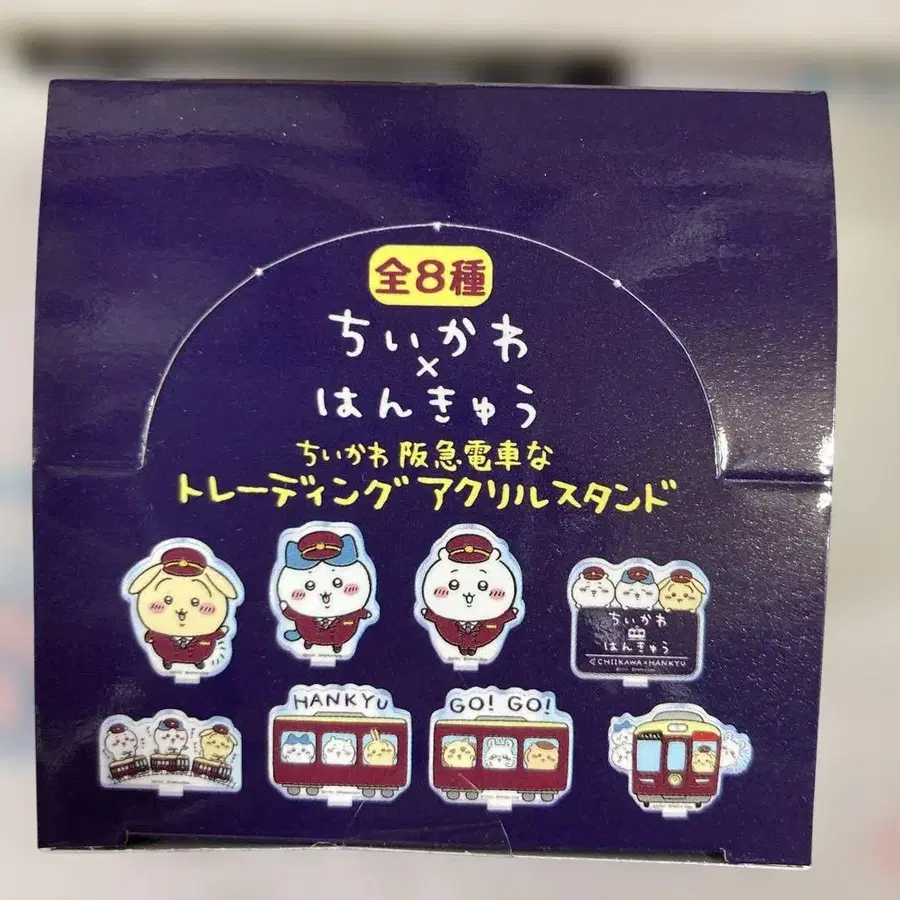 全8種
ちいかわ
×
はんきゅう
ちいかわ 阪急電車な
トレーディングアクリルスタンド
ちいかわ
はんきゅう
CHIIKAWA×HANKYU
HANKYU
GO! GO!